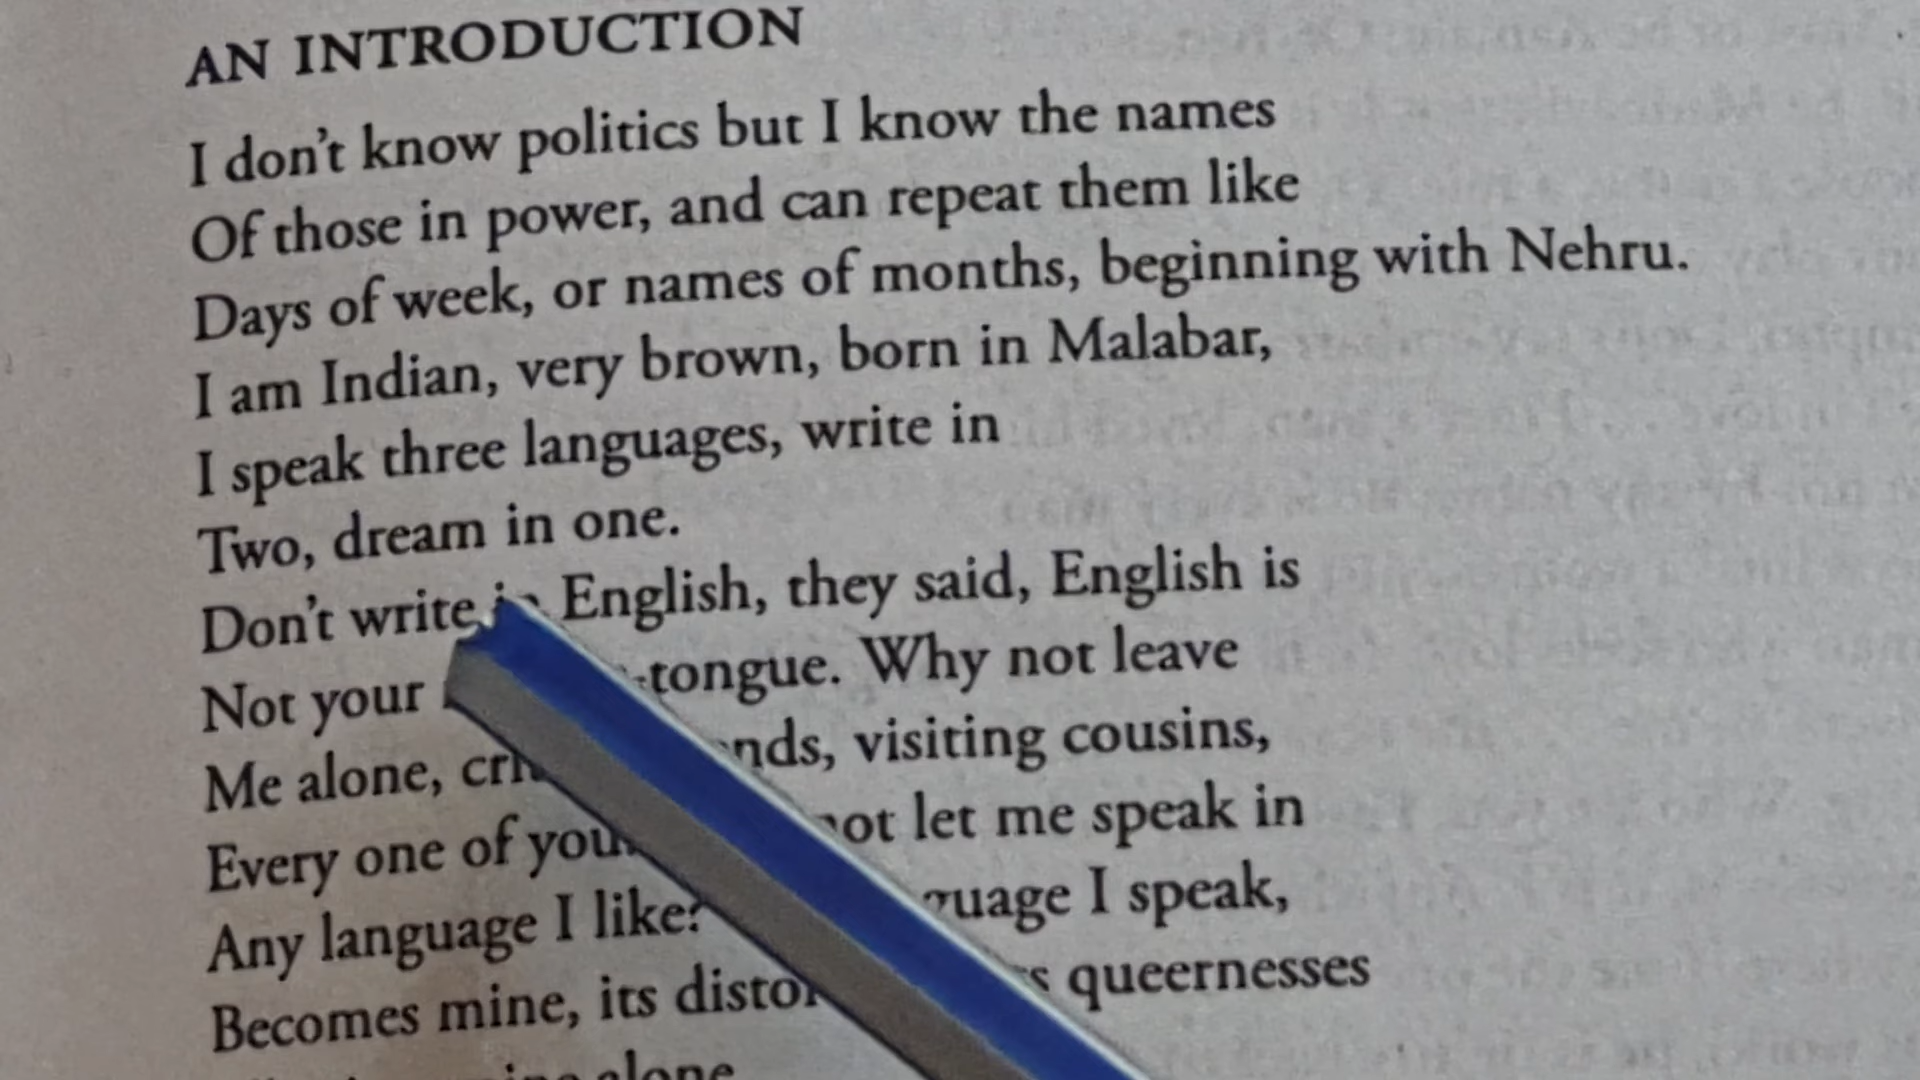 AN INTRODUCTION
I don't know politics but I know the names
Of those in power, and can repeat them like
Days of week, or names of months, beginning with Nehru.
I am Indian, very brown, born in Malabar,
I speak three languages, write in
Two, dream in one.
Don't write in English, they said, English is
Not your tongue. Why not leave
Me alone, visiting cousins,
Every one of you not let me speak in
Any language I like? I speak,
Becomes mine, its queernesses
alone